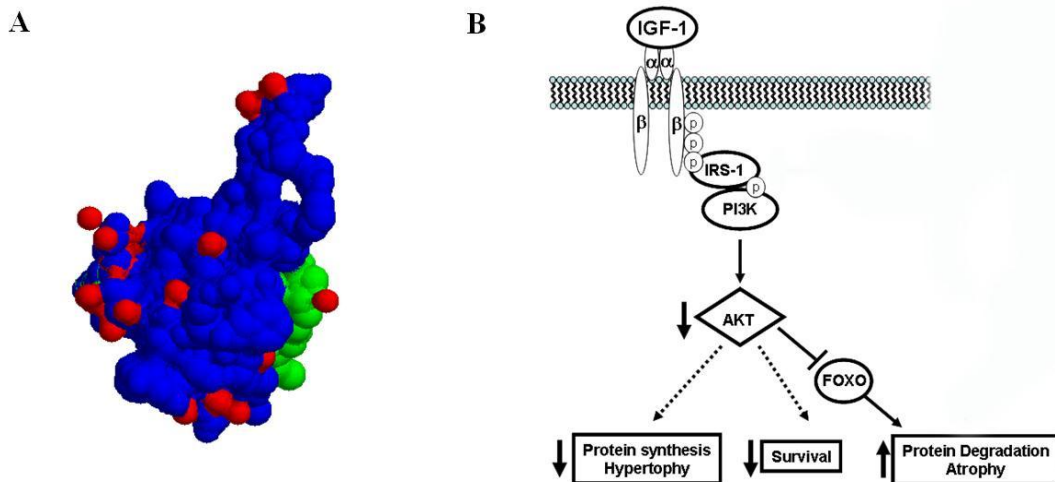 A
B
IGF-1
α α
β β
p
p
p
IRS-1
p
PI3K
AKT
FOXO
Protein synthesis
Hypertophy
Survival
Protein Degradation
Atrophy